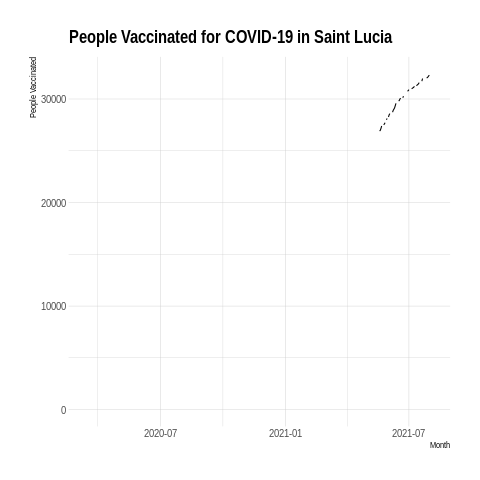 People Vaccinated for COVID-19 in Saint Lucia
People Vaccinated
30000
20000
10000
0
2020-07 2021-01 2021-07
Month